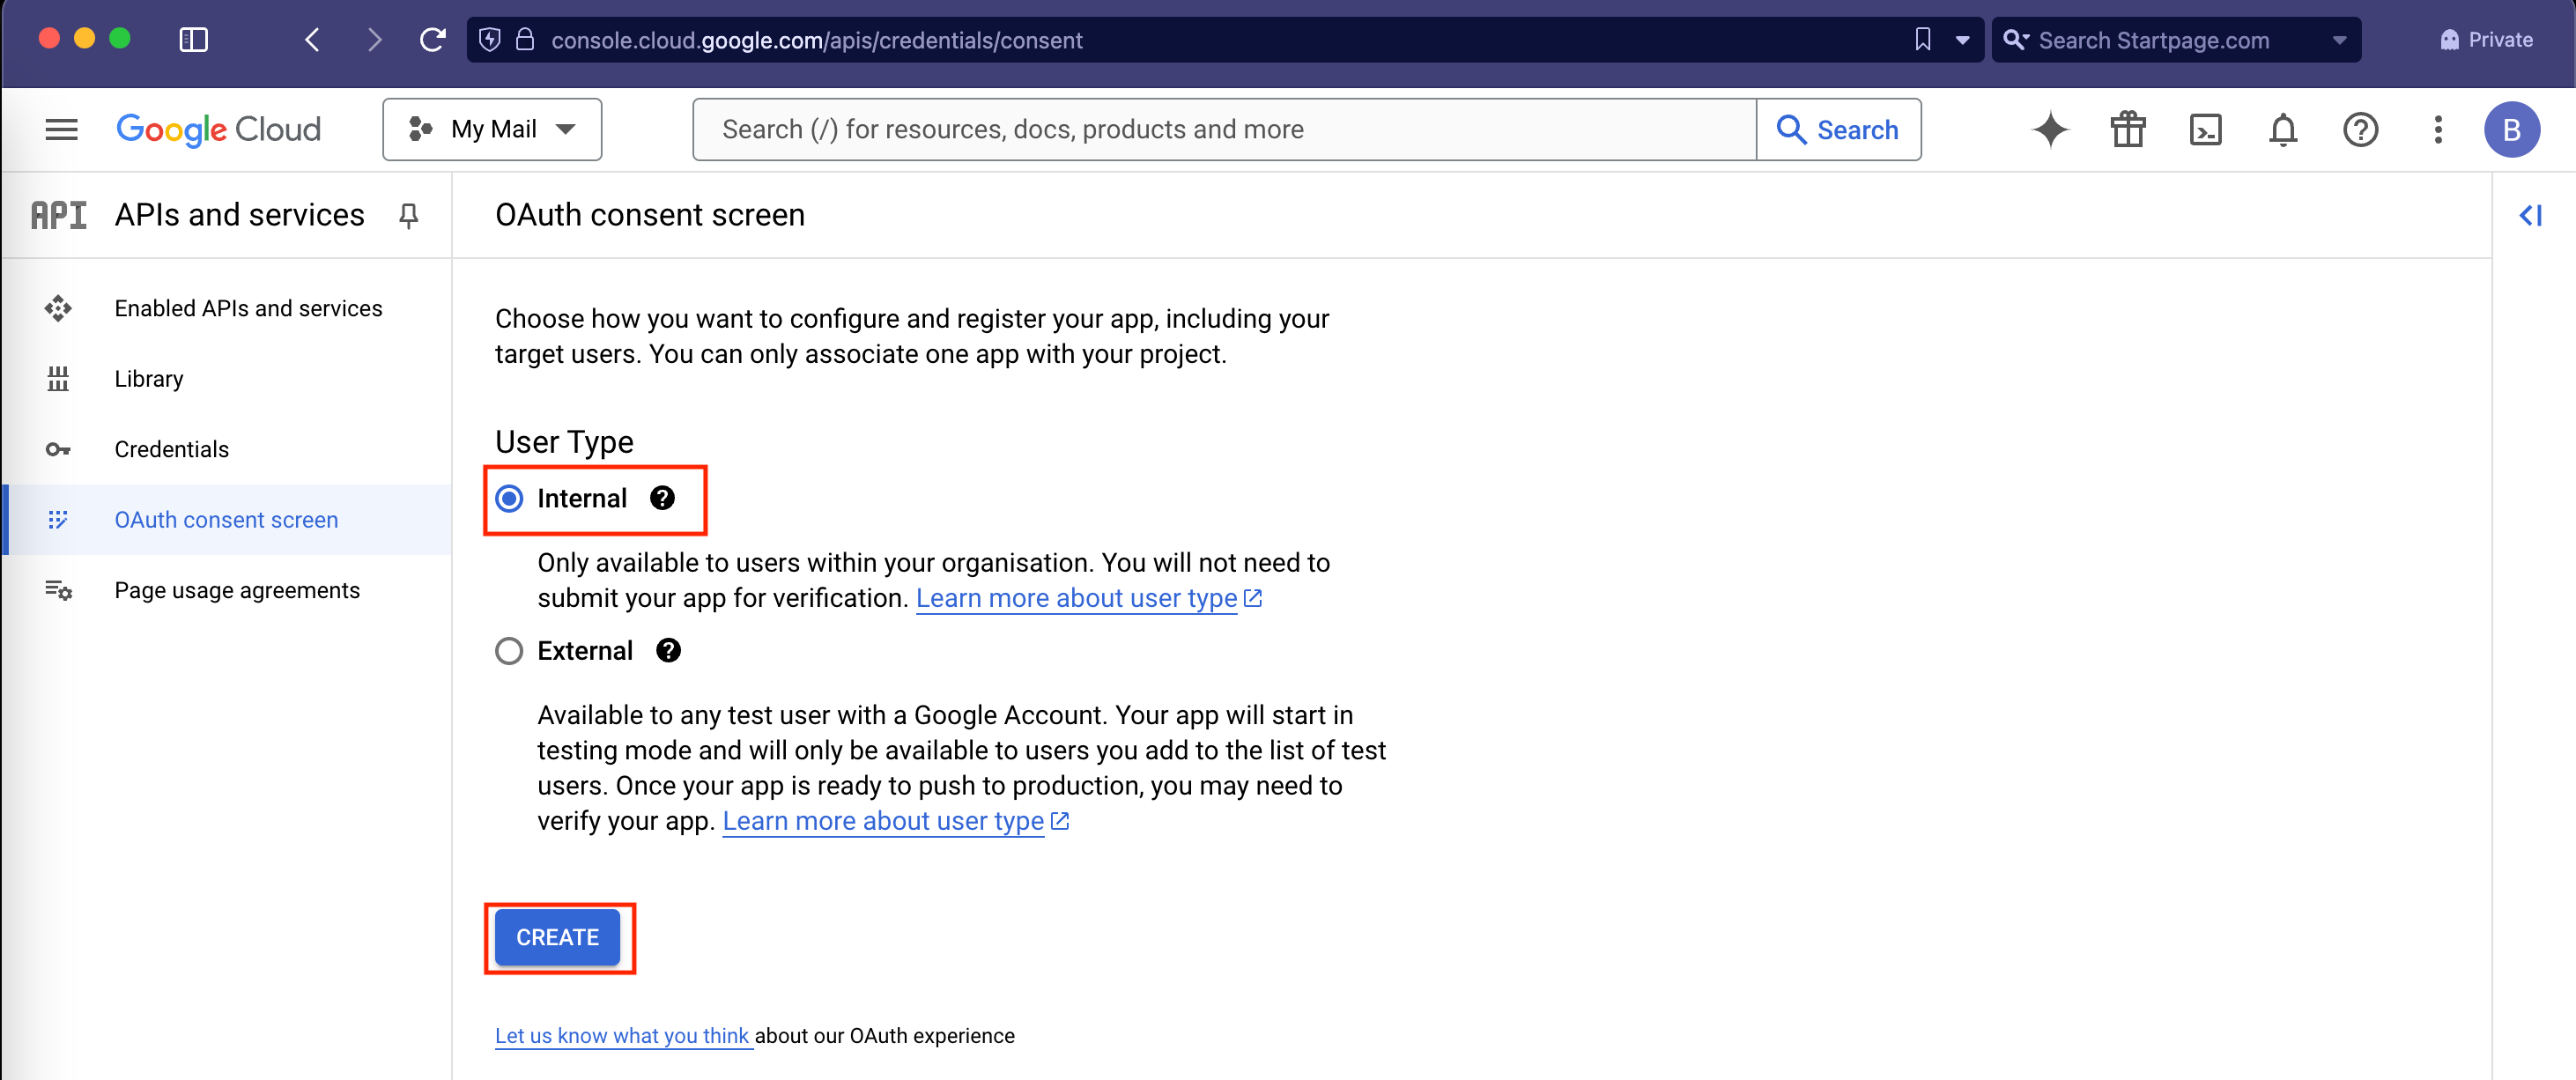 console.cloud.google.com/apis/credentials/consent
Search Startpage.com
Private
Google Cloud
My Mail
Search (/) for resources, docs, products and more
Search
B
API
APIs and services
OAuth consent screen
Enabled APIs and services
Library
Credentials
OAuth consent screen
Page usage agreements
Choose how you want to configure and register your app, including your
target users. You can only associate one app with your project.
User Type
Internal
Only available to users within your organisation. You will not need to
submit your app for verification. Learn more about user type
External
Available to any test user with a Google Account. Your app will start in
testing mode and will only be available to users you add to the list of test
users. Once your app is ready to push to production, you may need to
verify your app. Learn more about user type
CREATE
Let us know what you think about our OAuth experience